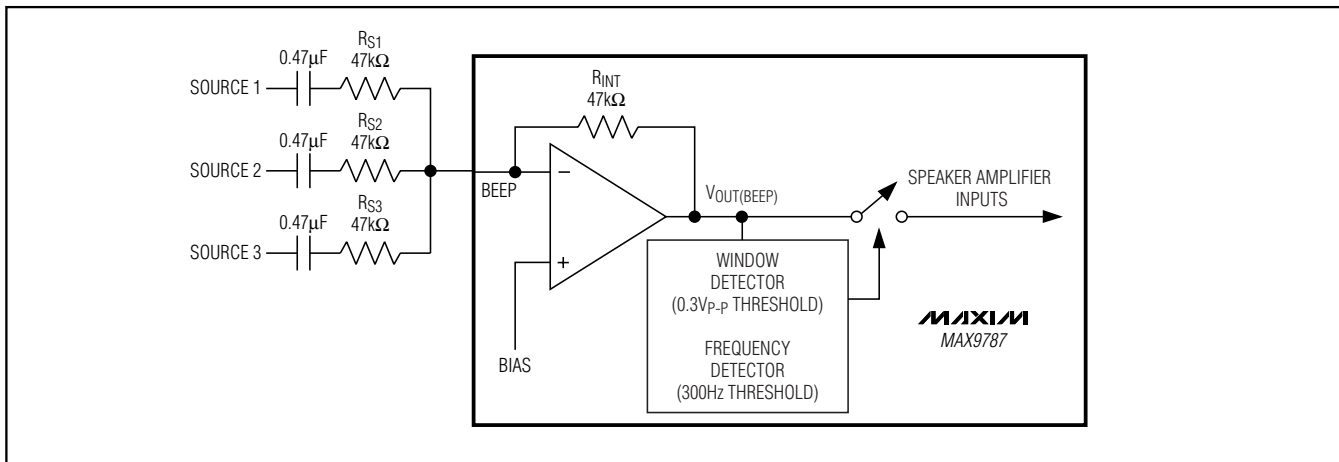 0.47µF
RS1
47kΩ
SOURCE 1
0.47µF
RS2
47kΩ
SOURCE 2
0.47µF
RS3
47kΩ
SOURCE 3
RINT
47kΩ
BEEP
−
+
BIAS
VOUT(BEEP)
SPEAKER AMPLIFIER
INPUTS
WINDOW
DETECTOR
(0.3VP-P THRESHOLD)
FREQUENCY
DETECTOR
(300Hz THRESHOLD)
MAXIM
MAX9787